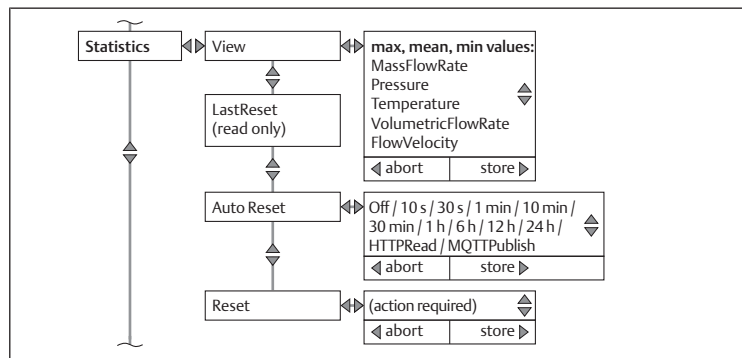 Statistics
View
max, mean, min values:
MassFlowRate
Pressure
Temperature
VolumetricFlowRate
FlowVelocity
abort
store
LastReset
(read only)
Auto Reset
Off / 10 s / 30 s / 1 min / 10 min /
30 min / 1 h / 6 h / 12 h / 24 h /
HTTPRead / MQTTPublish
abort
store
Reset
(action required)
abort
store